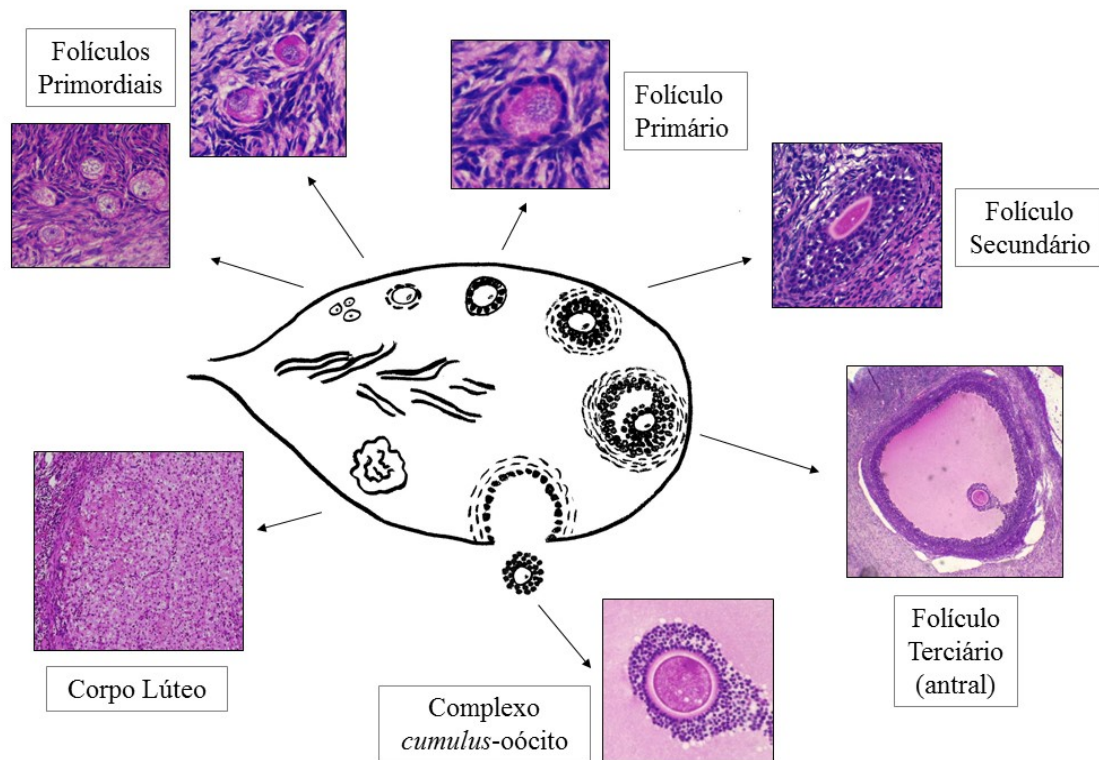 Folículos
Primordiais
Folículo
Primário
Folículo
Secundário
Folículo
Terciário
(antral)
Complexo
cumulus-oócito
Corpo Lúteo